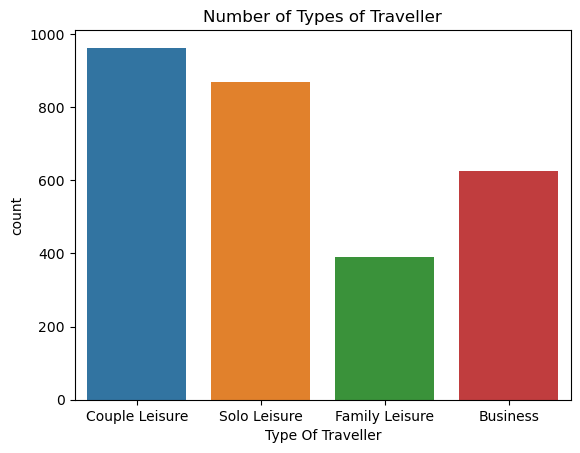 Number of Types of Traveller
1000
800
600
400
200
0
count
Couple Leisure Solo Leisure Family Leisure Business
Type Of Traveller